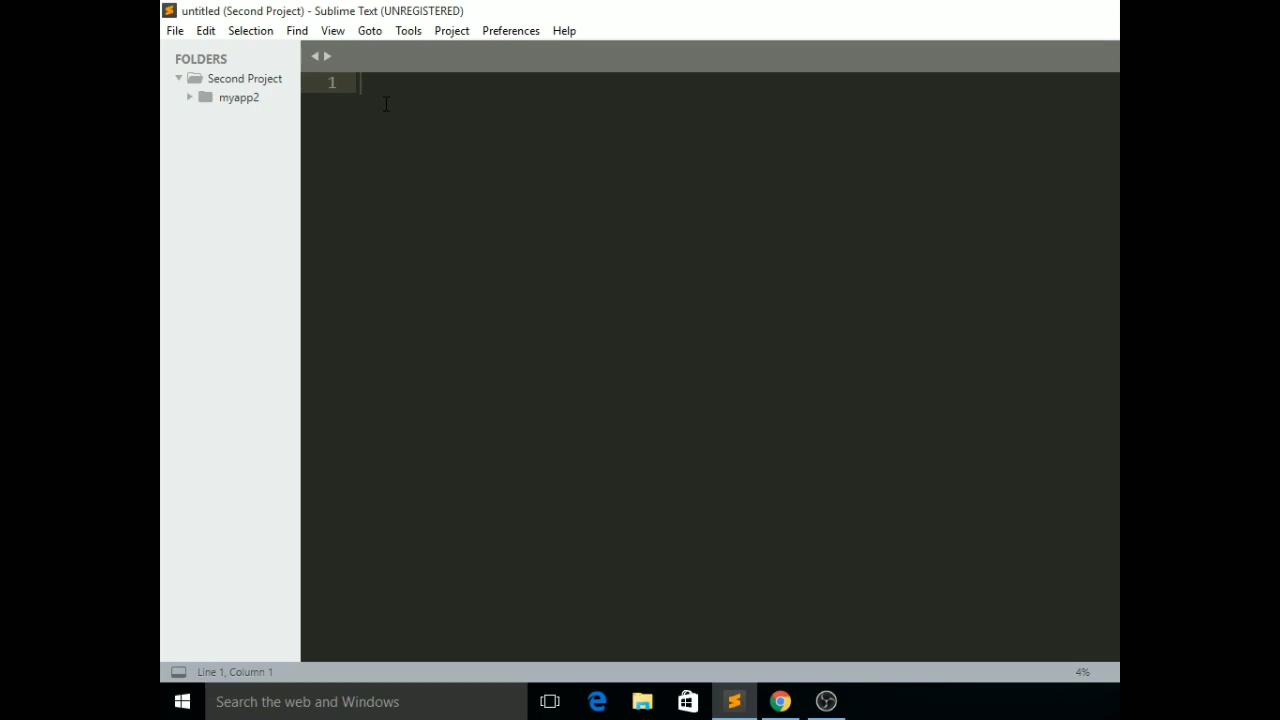 untitled (Second Project) - Sublime Text (UNREGISTERED)
File Edit Selection Find View Goto Tools Project Preferences Help
FOLDERS
Second Project
myapp2
1
Line 1, Column 1
4%
Search the web and Windows